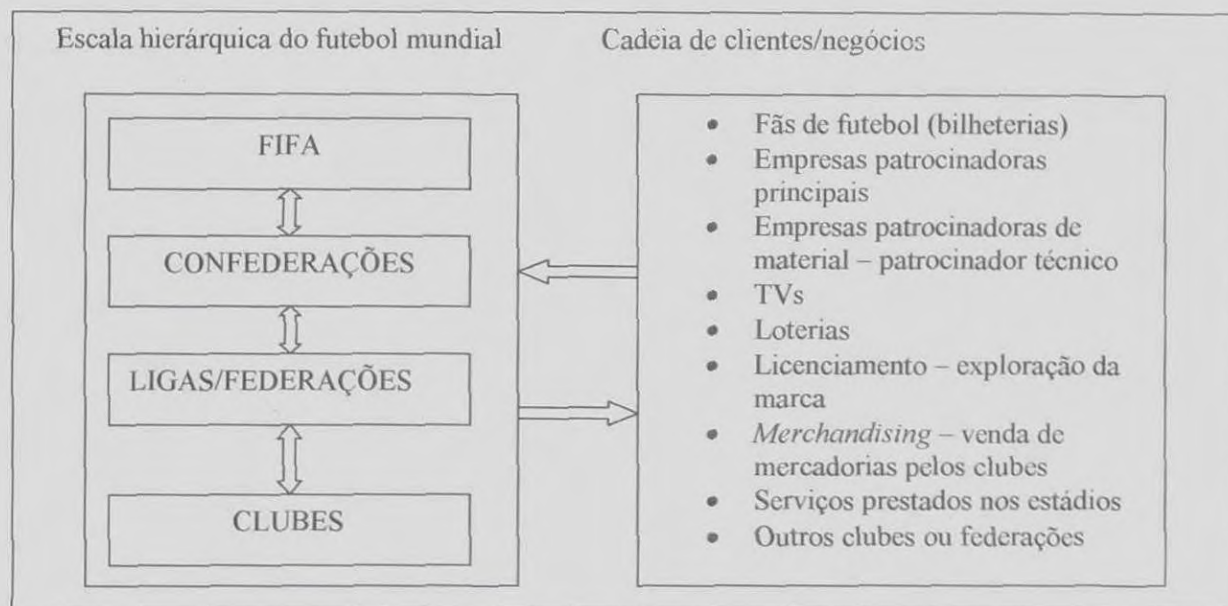 Escala hierárquica do futebol mundial
Cadeia de clientes/negócios
FIFA
CONFEDERAÇÕES
LIGAS/FEDERAÇÕES
CLUBES
• Fãs de futebol (bilheterias)
• Empresas patrocinadoras
principais
• Empresas patrocinadoras de
material – patrocinador técnico
• TVs
• Loterias
• Licenciamento – exploração da
marca
• Merchandising – venda de
mercadorias pelos clubes
• Serviços prestados nos estádios
• Outros clubes ou federações